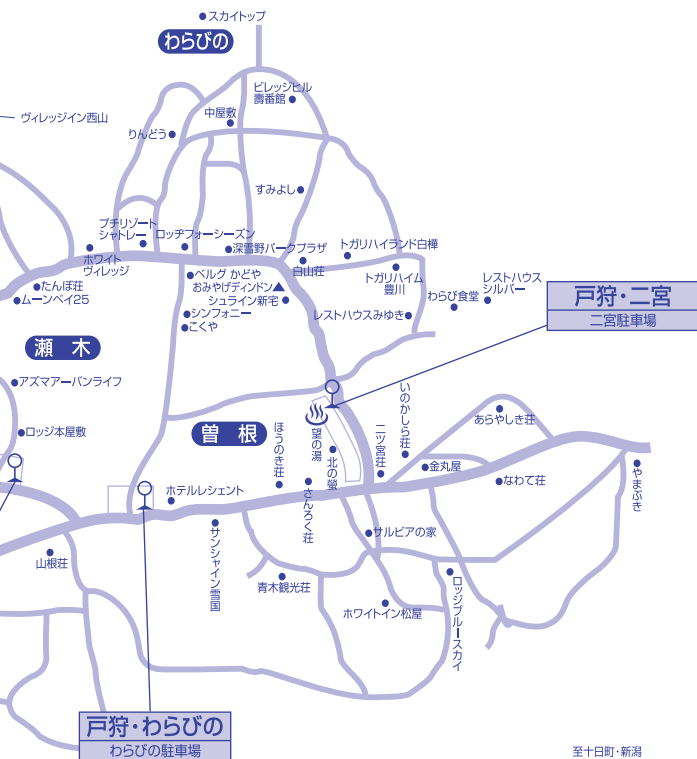 スカイトップ
わらびの
ビレッジヒル
壽番館
中屋敷
ヴィレッジイン西山
りんどう
すみよし
プチリゾート
シャトレー
ロッヂフォーシーズン
深雪野パークプラザ
トガリハイランド白樺
ホワイト
ヴィレッジ
白山荘
ベルグ かどや
おみやげディンドン
トガリハイム
豊川
レストハウス
シルバー
わらび食堂
たんぽ荘
ムーンベイ25
シュライン新宅
シンフォニー
こくや
レストハウスみゆき
戸狩・二宮
二宮駐車場
瀬 木
アズマアーバンライフ
いのかしら荘
あらやしき荘
ロッジ本屋敷
曽 根
ほうのき荘
望の湯
北の螢
二ツ宮荘
金丸屋
なわて荘
やまぶき
ホテルレジェント
さんろく荘
サンシャイン雪国
サルビアの家
山根荘
青木観光荘
ホワイトイン松屋
ロッジブルースカイ
戸狩・わらびの
わらびの駐車場
至十日町・新潟